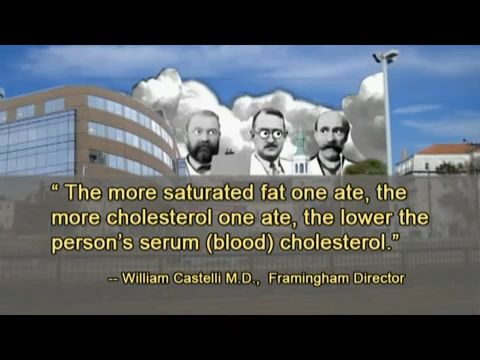 “ The more saturated fat one ate, the
more cholesterol one ate, the lower the
person’s serum (blood) cholesterol.”
-- William Castelli M.D.,  Framingham Director